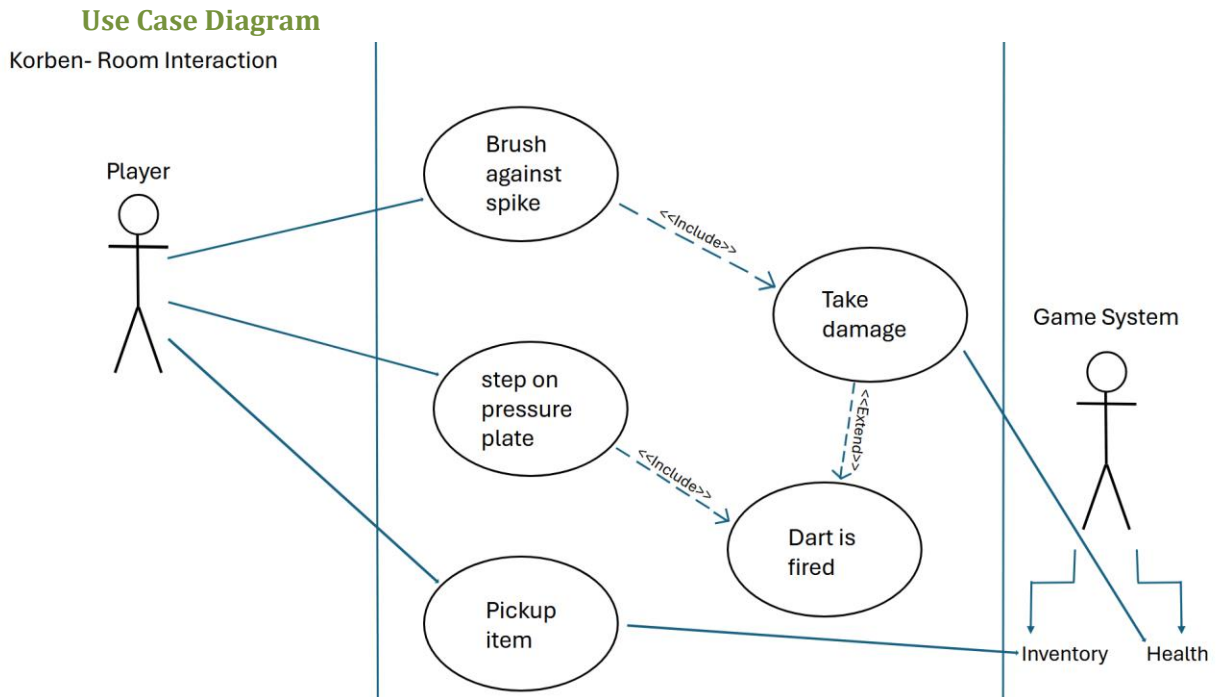 Use Case Diagram
Korben- Room Interaction
Player
Brush
against
spike
<<Include>>
Take
damage
Game System
step on
pressure
plate
<<Extend>>
<<Include>>
Dart is
fired
Pickup
item
Inventory
Health